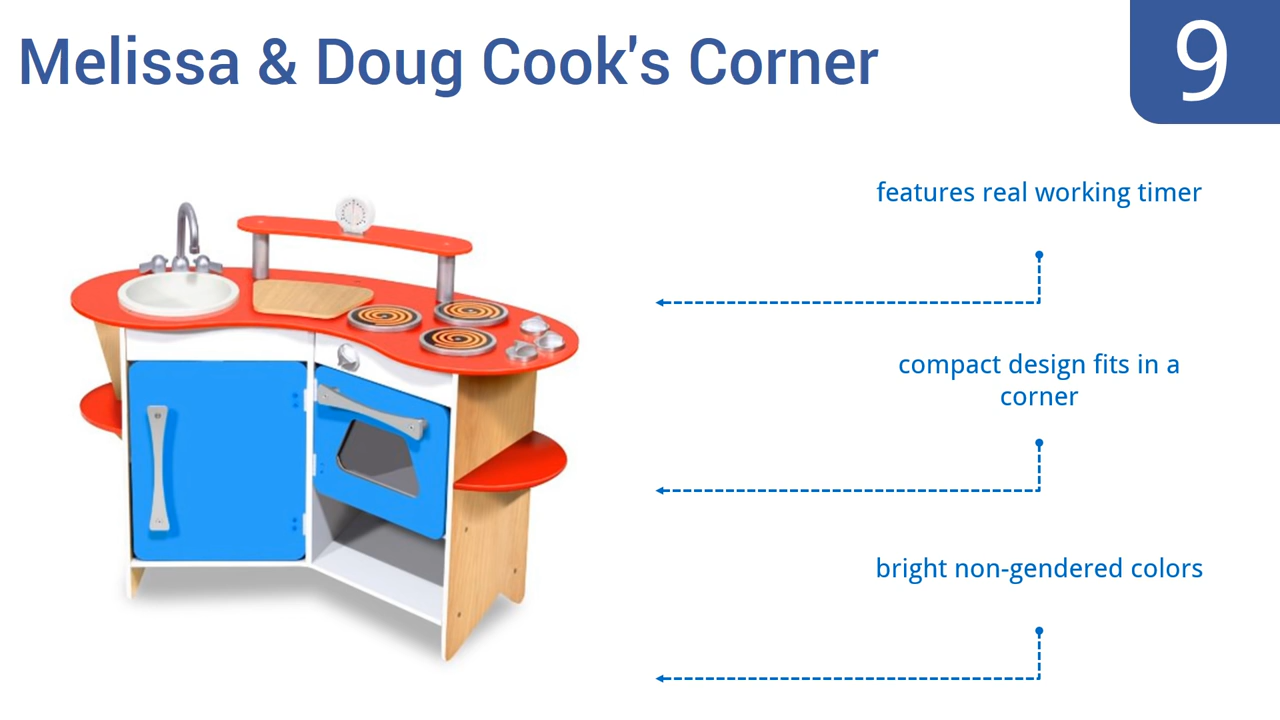 Melissa & Doug Cook's Corner
9
features real working timer
compact design fits in a
corner
bright non-gendered colors